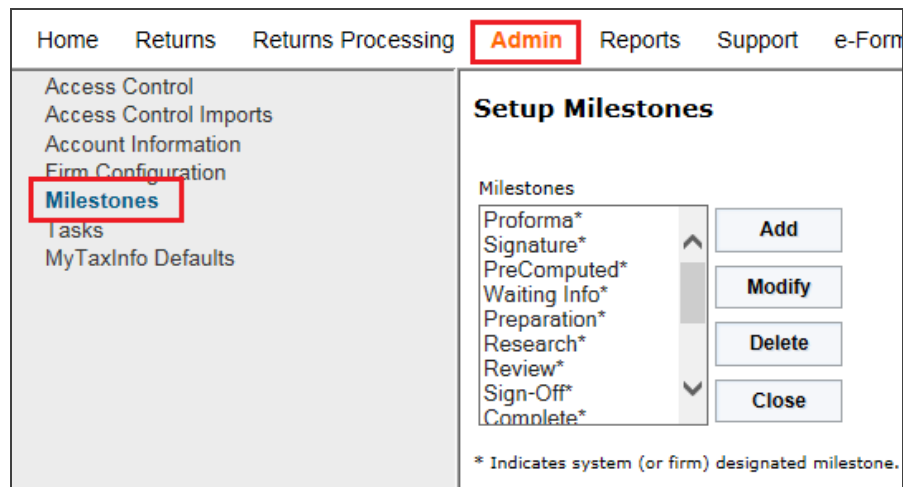 Home Returns Returns Processing Admin Reports Support e-Form
Access Control
Access Control Imports
Account Information
Firm Configuration
Milestones
Tasks
MyTaxInfo Defaults
Setup Milestones
Milestones
Proforma*
Signature*
PreComputed*
Waiting Info*
Preparation*
Research*
Review*
Sign-Off*
Complete*
Add
Modify
Delete
Close
* Indicates system (or firm) designated milestone.